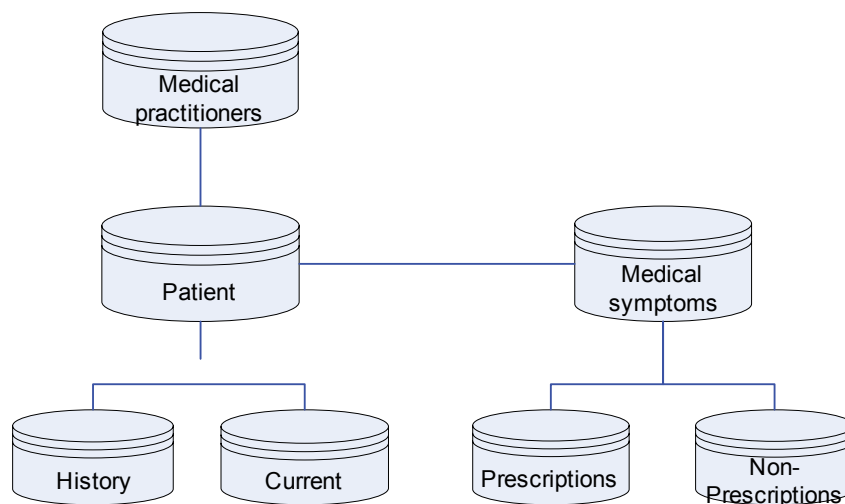 Medical
practitioners
Patient
Medical
symptoms
History
Current
Prescriptions
Non-
Prescriptions